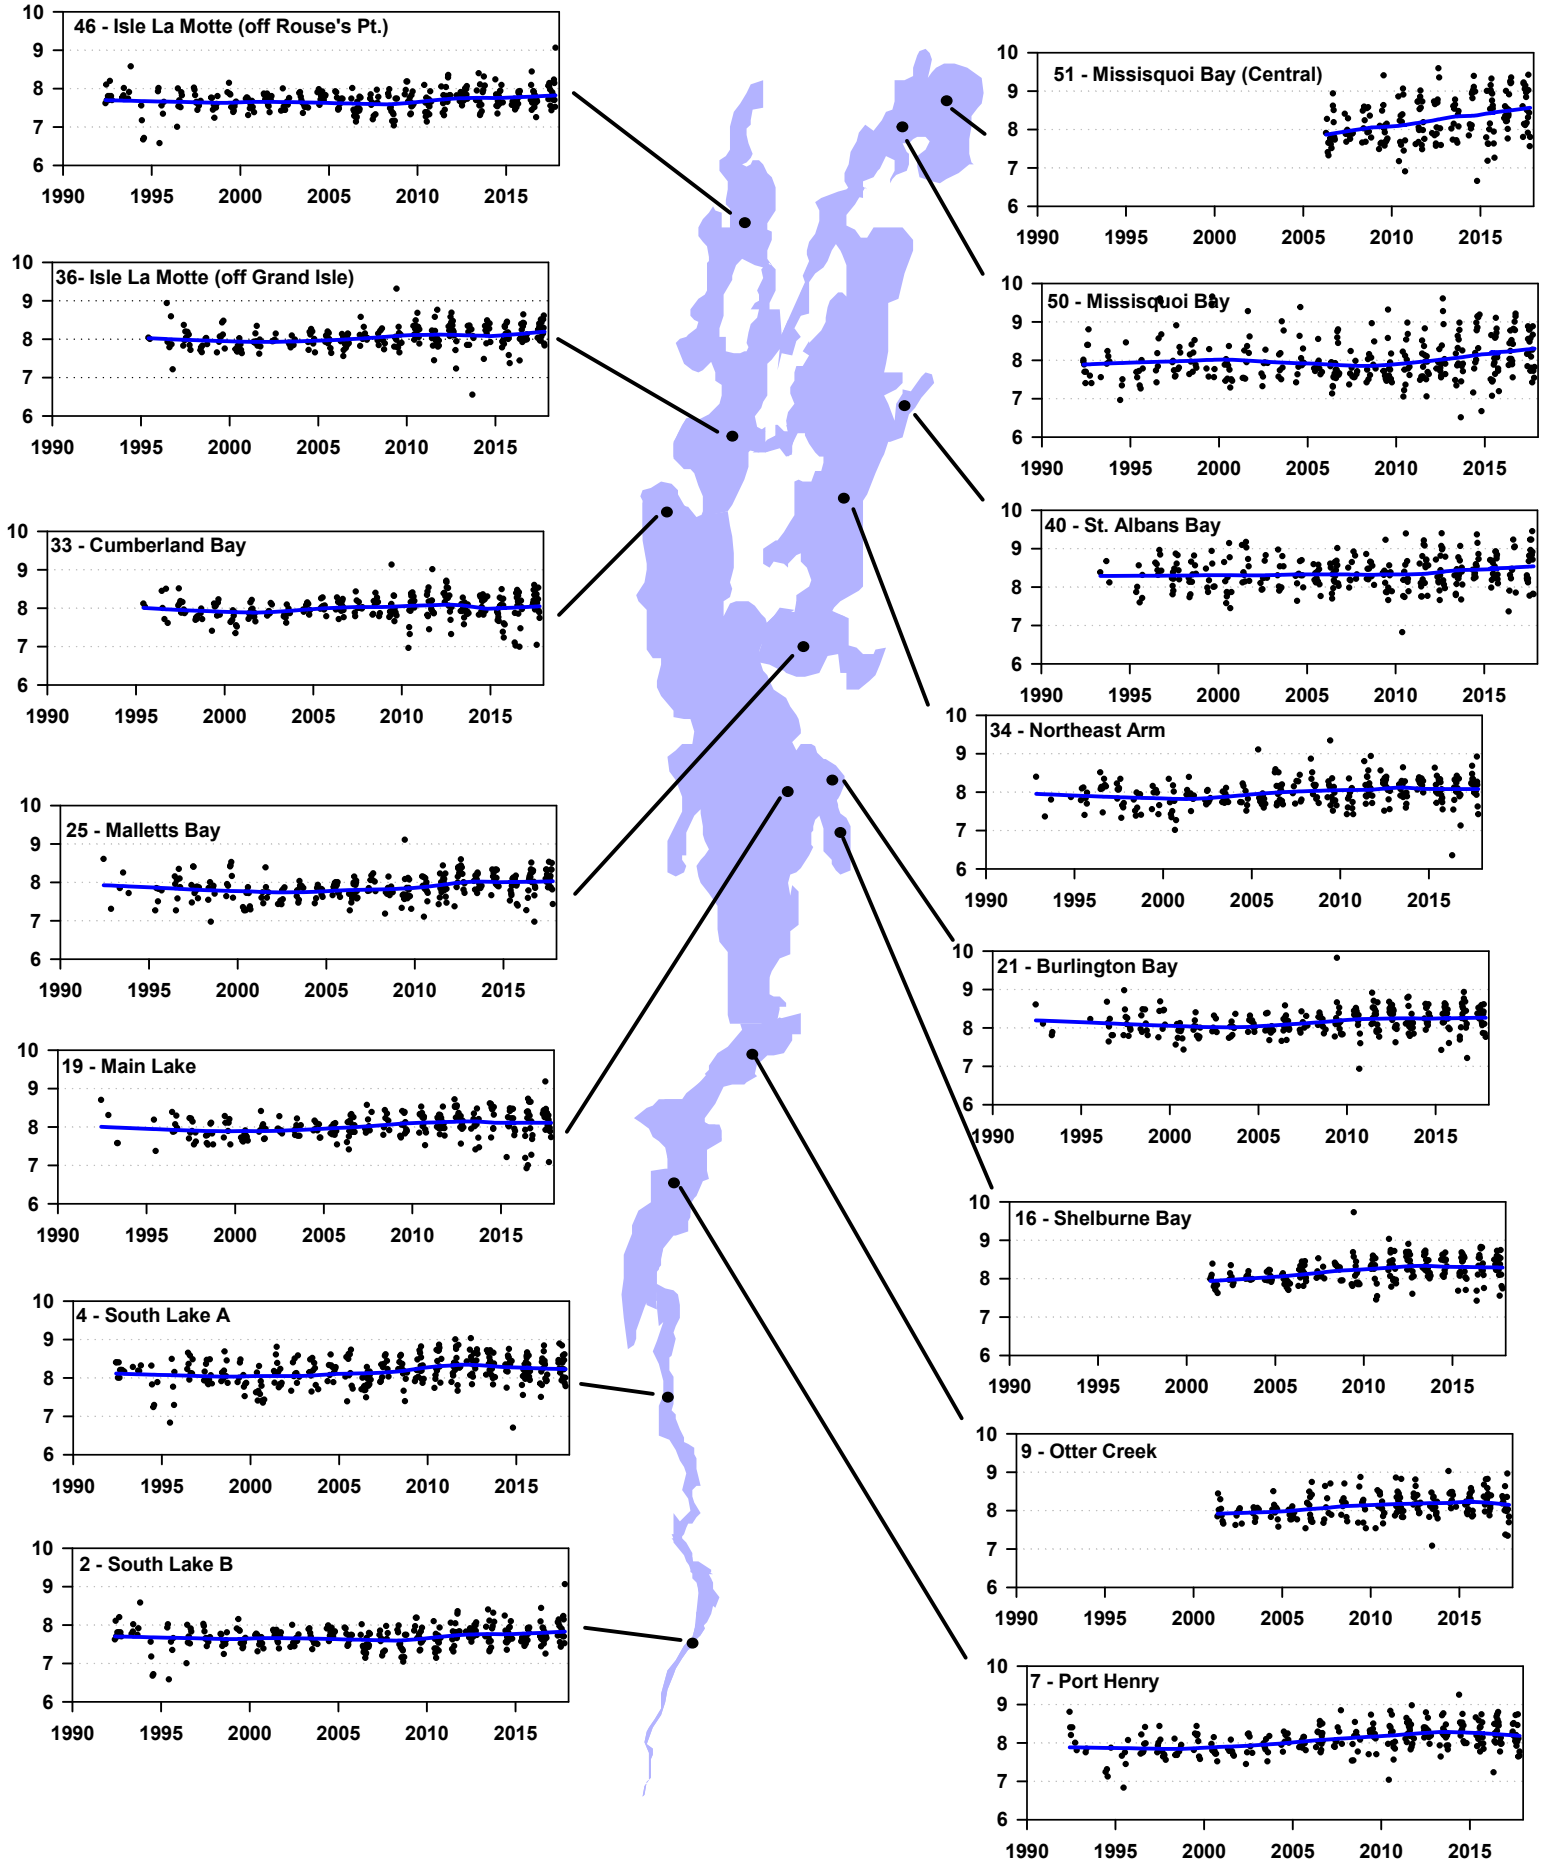 46 - Isle La Motte (off Rouse's Pt.)
10
9
8
7
6
1990 1995 2000 2005 2010 2015
36- Isle La Motte (off Grand Isle)
10
9
8
7
6
1990 1995 2000 2005 2010 2015
33 - Cumberland Bay
10
9
8
7
6
1990 1995 2000 2005 2010 2015
25 - Malletts Bay
10
9
8
7
6
1990 1995 2000 2005 2010 2015
19 - Main Lake
10
9
8
7
6
1990 1995 2000 2005 2010 2015
4 - South Lake A
10
9
8
7
6
1990 1995 2000 2005 2010 2015
2 - South Lake B
10
9
8
7
6
1990 1995 2000 2005 2010 2015
51 - Missisquoi Bay (Central)
10
9
8
7
6
1990 1995 2000 2005 2010 2015
50 - Missisquoi Bay
10
9
8
7
6
1990 1995 2000 2005 2010 2015
40 - St. Albans Bay
10
9
8
7
6
1990 1995 2000 2005 2010 2015
34 - Northeast Arm
10
9
8
7
6
1990 1995 2000 2005 2010 2015
21 - Burlington Bay
10
9
8
7
6
1990 1995 2000 2005 2010 2015
16 - Shelburne Bay
10
9
8
7
6
1990 1995 2000 2005 2010 2015
9 - Otter Creek
10
9
8
7
6
1990 1995 2000 2005 2010 2015
7 - Port Henry
10
9
8
7
6
1990 1995 2000 2005 2010 2015